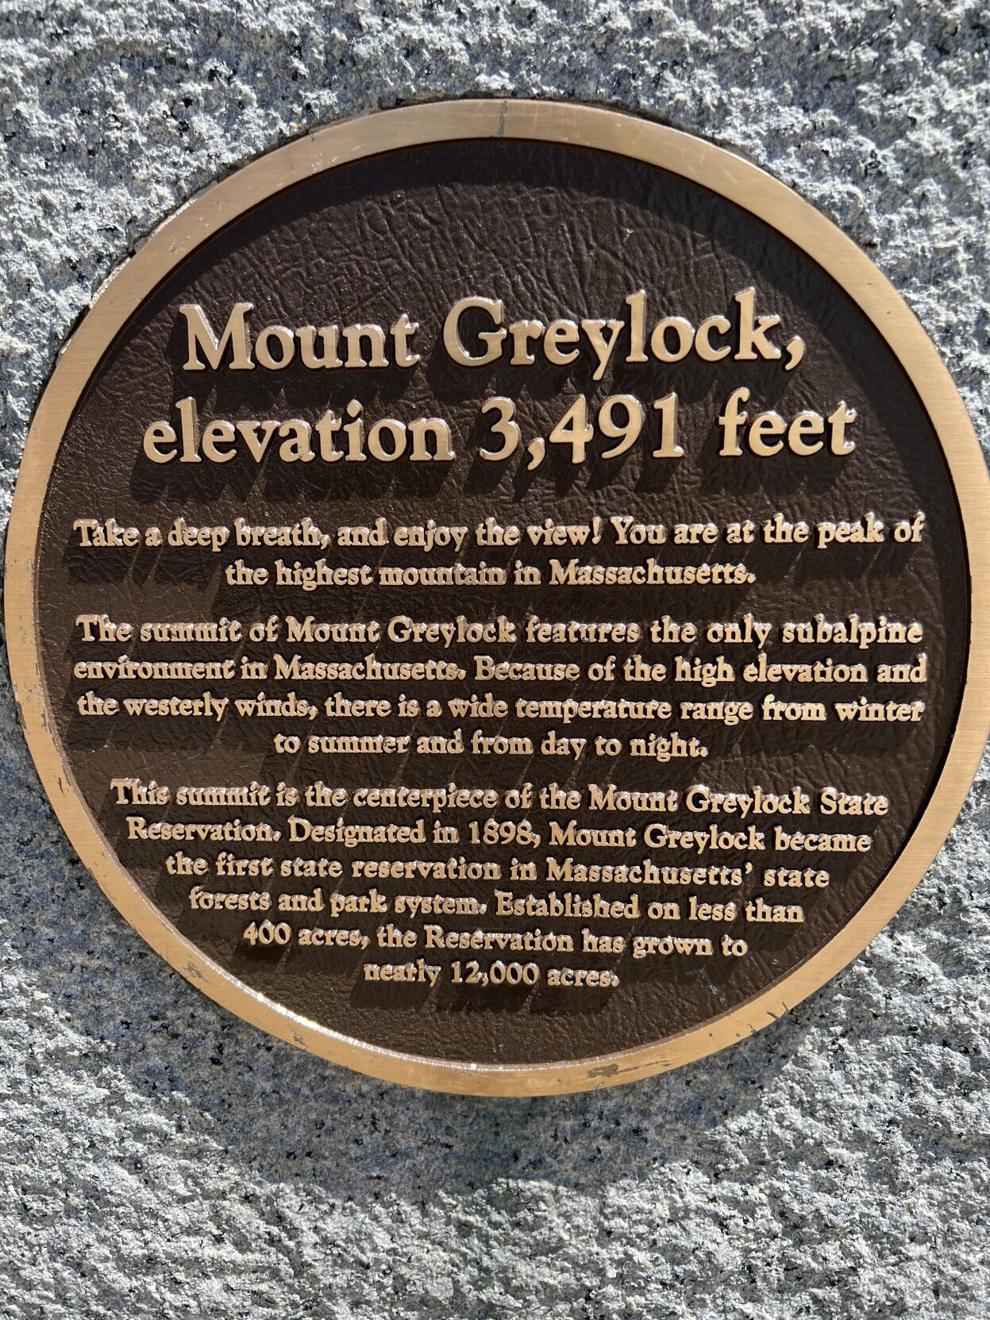 Mount Greylock,
elevation 3,491 feet
Take a deep breath, and enjoy the view! You are at the peak of
the highest mountain in Massachusetts.
The summit of Mount Greylock features the only subalpine
environment in Massachusetts. Because of the high elevation and
the westerly winds, there is a wide temperature range from winter
to summer and from day to night.
This summit is the centerpiece of the Mount Greylock State
Reservation. Designated in 1898, Mount Greylock became
the first state reservation in Massachusetts' state
forests and park system. Established on less than
400 acres, the Reservation has grown to
nearly 12,000 acres.